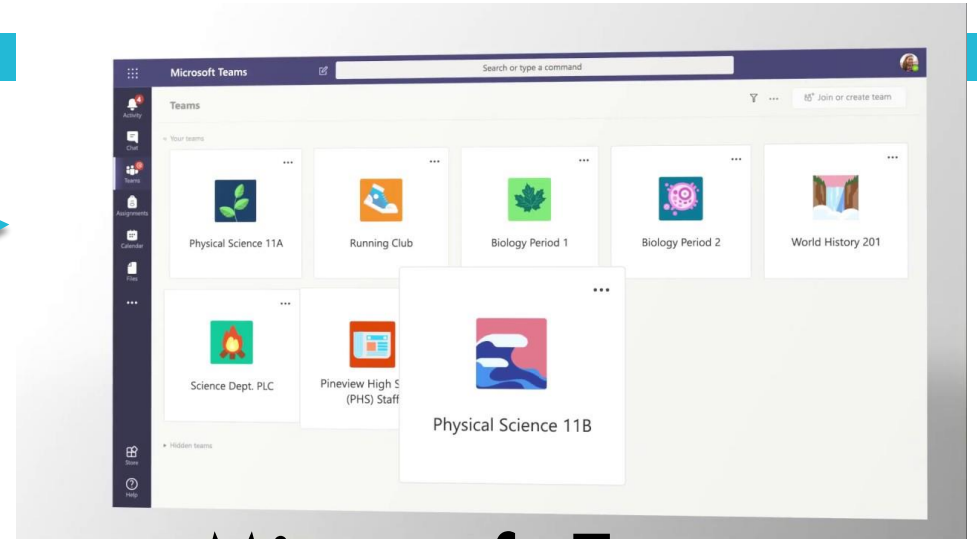 Microsoft Teams
Search or type a command
Activity
Teams
Join or create team
Chat
Your teams
Teams
Assignments
Calendar
Files
Physical Science 11A
Running Club
Biology Period 1
Biology Period 2
World History 201
Science Dept. PLC
Pineview High S
(PHS) Staff
Physical Science 11B
Hidden teams
Store
Help